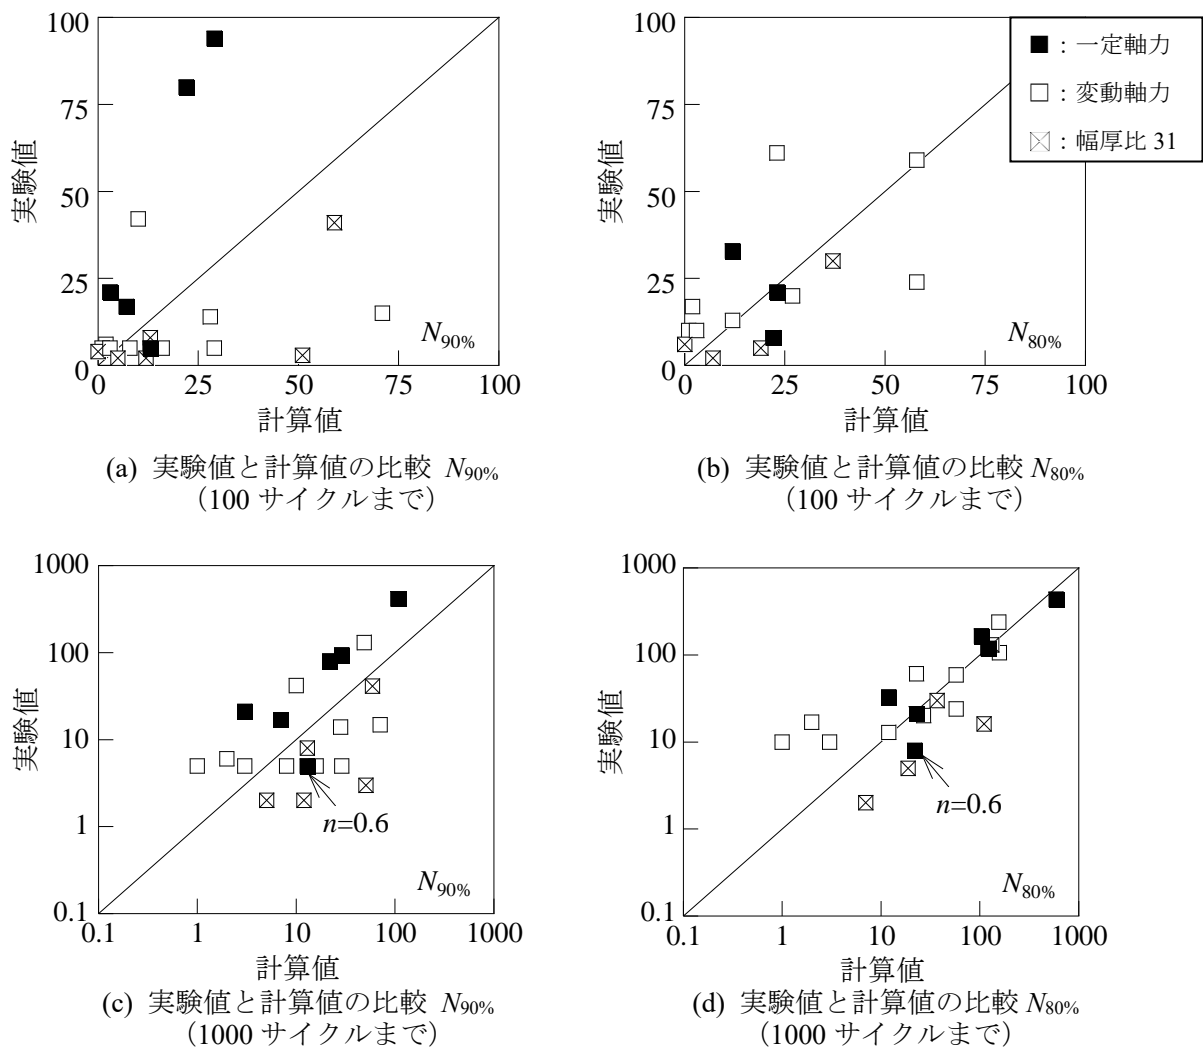 100
75
50
25
0
実験値
0
25
50
75
100
計算値
N90%
(a) 実験値と計算値の比較 N90%
（100 サイクルまで）
100
75
50
25
0
実験値
0
25
50
75
100
計算値
N80%
■：一定軸力
□：変動軸力
：幅厚比 31
(b) 実験値と計算値の比較 N80%
（100 サイクルまで）
1000
100
10
1
0.1
実験値
0.1
1
10
100
1000
計算値
n=0.6
N90%
(c) 実験値と計算値の比較 N90%
（1000 サイクルまで）
1000
100
10
1
0.1
実験値
0.1
1
10
100
1000
計算値
n=0.6
N80%
(d) 実験値と計算値の比較 N80%
（1000 サイクルまで）